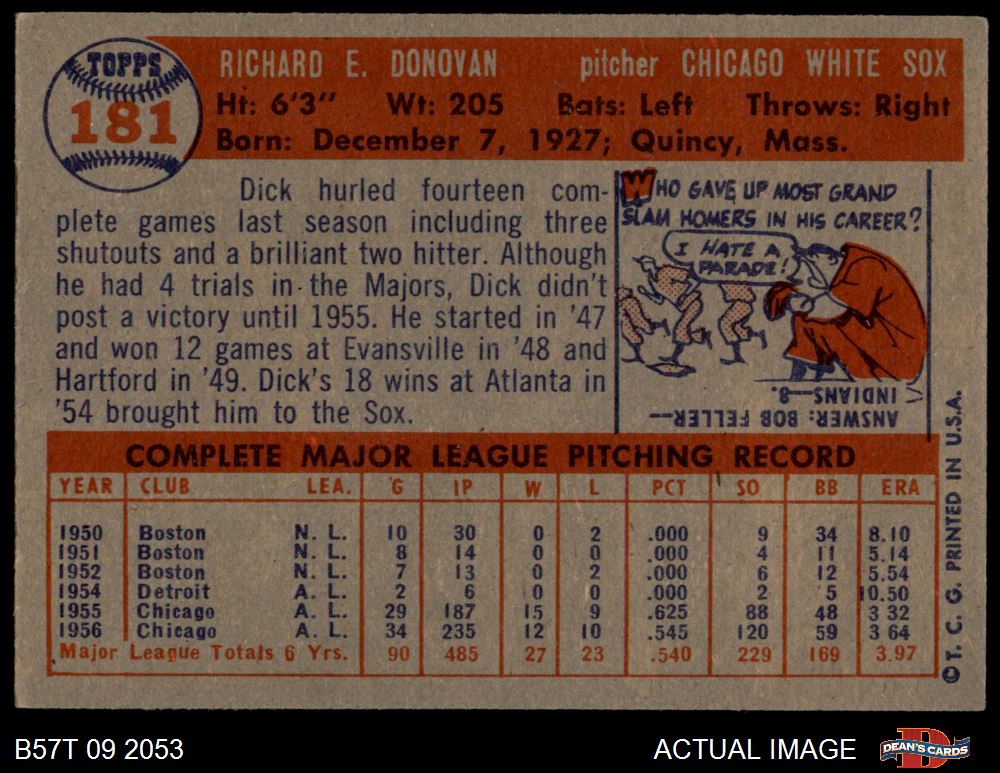 TOPPS
181
RICHARD E. DONOVAN pitcher CHICAGO WHITE SOX
Ht: 6'3" Wt: 205 Bats: Left Throws: Right
Born: December 7, 1927; Quincy, Mass.
Dick hurled fourteen com-
plete games last season including three
shutouts and a brilliant two hitter. Although
he had 4 trials in the Majors, Dick didn't
post a victory until 1955. He started in '47
and won 12 games at Evansville in '48 and
Hartford in '49. Dick's 18 wins at Atlanta in
'54 brought him to the Sox.
WHO GAVE UP MOST GRAND
SLAM HOMERS IN HIS CAREER?
I HATE A
PARADE!
ANSWER: BOB FELLER—
INDIANS—8.
COMPLETE MAJOR LEAGUE PITCHING RECORD
YEAR CLUB LEA. G IP W L PCT SO BB ERA
1950 Boston N. L. 10 30 0 2 .000 9 34 8.10
1951 Boston N. L. 8 14 0 0 .000 4 11 5.14
1952 Boston N. L. 7 13 0 2 .000 6 12 5.54
1954 Detroit A. L. 2 6 0 0 .000 2 5 10.50
1955 Chicago A. L. 29 187 15 9 .625 88 48 3 32
1956 Chicago A. L. 34 235 12 10 .545 120 59 3 64
Major League Totals 6 Yrs. 90 485 27 23 .540 229 169 3.97
©T. C. G. PRINTED IN U.S.A.
B57T 09 2053
ACTUAL IMAGE
DEAN'S CARDS